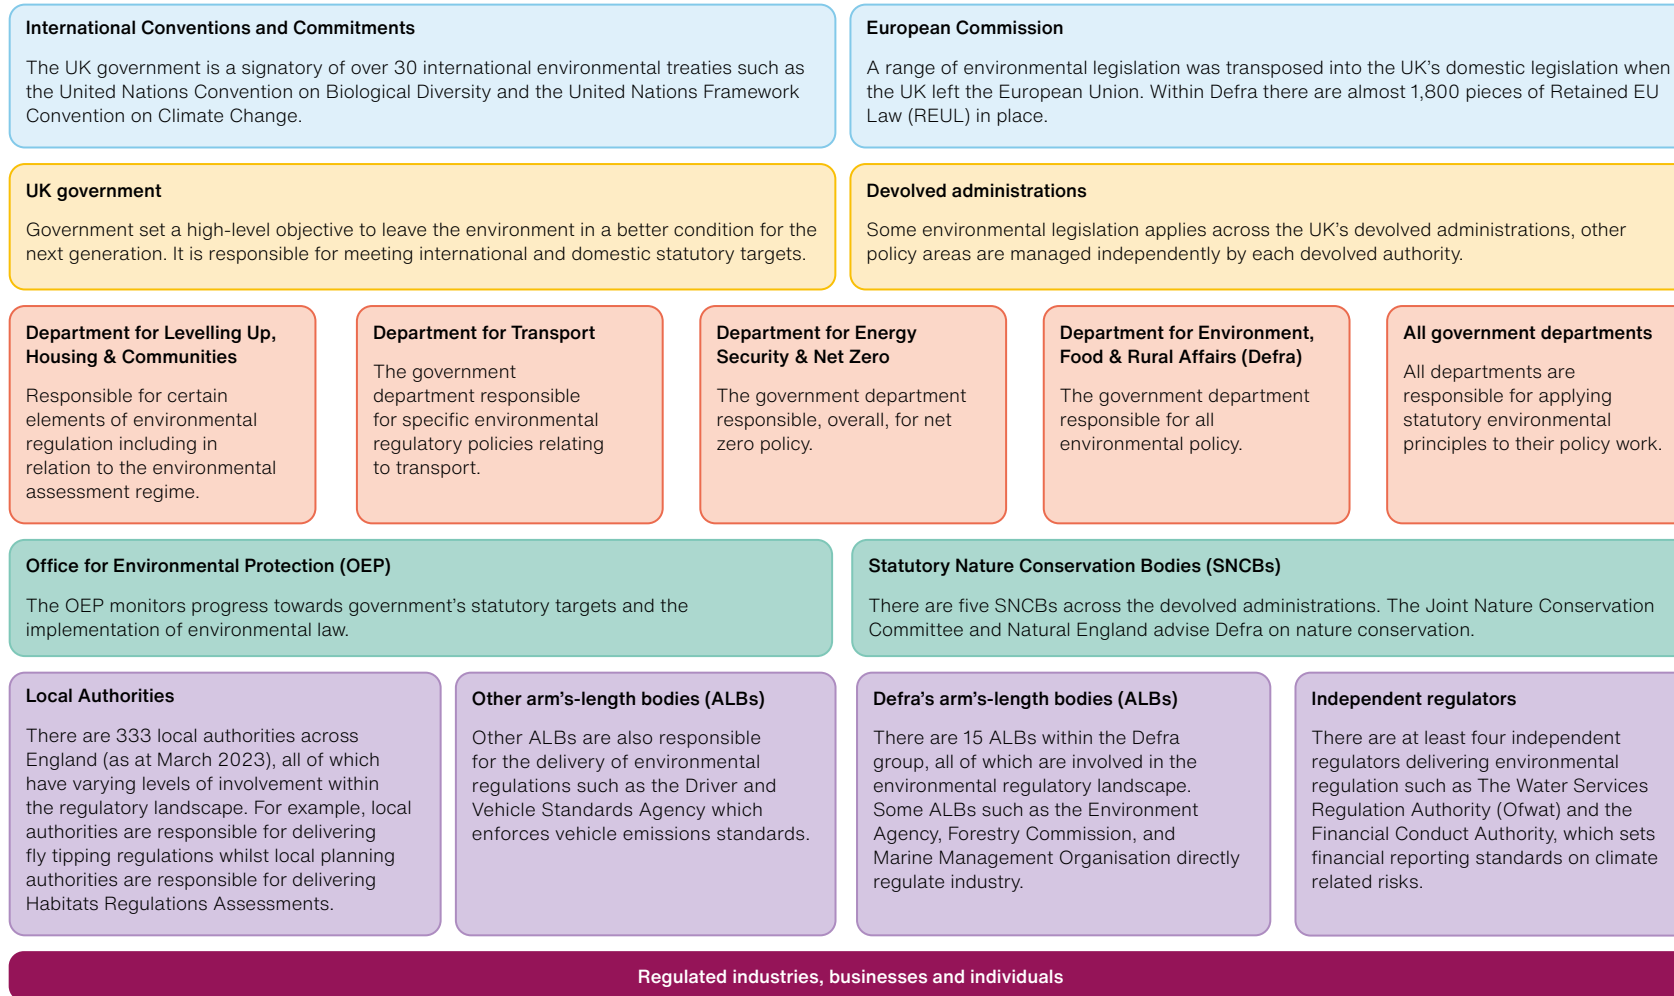 International Conventions and Commitments
The UK government is a signatory of over 30 international environmental treaties such as
the United Nations Convention on Biological Diversity and the United Nations Framework
Convention on Climate Change.
European Commission
A range of environmental legislation was transposed into the UK's domestic legislation when
the UK left the European Union. Within Defra there are almost 1,800 pieces of Retained EU
Law (REUL) in place.
UK government
Government set a high-level objective to leave the environment in a better condition for the
next generation. It is responsible for meeting international and domestic statutory targets.
Devolved administrations
Some environmental legislation applies across the UK's devolved administrations, other
policy areas are managed independently by each devolved authority.
Department for Levelling Up,
Housing & Communities
Responsible for certain
elements of environmental
regulation including in
relation to the environmental
assessment regime.
Department for Transport
The government
department responsible
for specific environmental
regulatory policies relating
to transport.
Department for Energy
Security & Net Zero
The government department
responsible, overall, for net
zero policy.
Department for Environment,
Food & Rural Affairs (Defra)
The government department
responsible for all
environmental policy.
All government departments
All departments are
responsible for applying
statutory environmental
principles to their policy work.
Office for Environmental Protection (OEP)
The OEP monitors progress towards government's statutory targets and the
implementation of environmental law.
Statutory Nature Conservation Bodies (SNCBs)
There are five SNCBs across the devolved administrations. The Joint Nature Conservation
Committee and Natural England advise Defra on nature conservation.
Local Authorities
There are 333 local authorities across
England (as at March 2023), all of which
have varying levels of involvement within
the regulatory landscape. For example, local
authorities are responsible for delivering
fly tipping regulations whilst local planning
authorities are responsible for delivering
Habitats Regulations Assessments.
Other arm's-length bodies (ALBs)
Other ALBs are also responsible
for the delivery of environmental
regulations such as the Driver and
Vehicle Standards Agency which
enforces vehicle emissions standards.
Defra's arm's-length bodies (ALBs)
There are 15 ALBs within the Defra
group, all of which are involved in the
environmental regulatory landscape.
Some ALBs such as the Environment
Agency, Forestry Commission, and
Marine Management Organisation directly
regulate industry.
Independent regulators
There are at least four independent
regulators delivering environmental
regulation such as The Water Services
Regulation Authority (Ofwat) and the
Financial Conduct Authority, which sets
financial reporting standards on climate
related risks.
Regulated industries, businesses and individuals